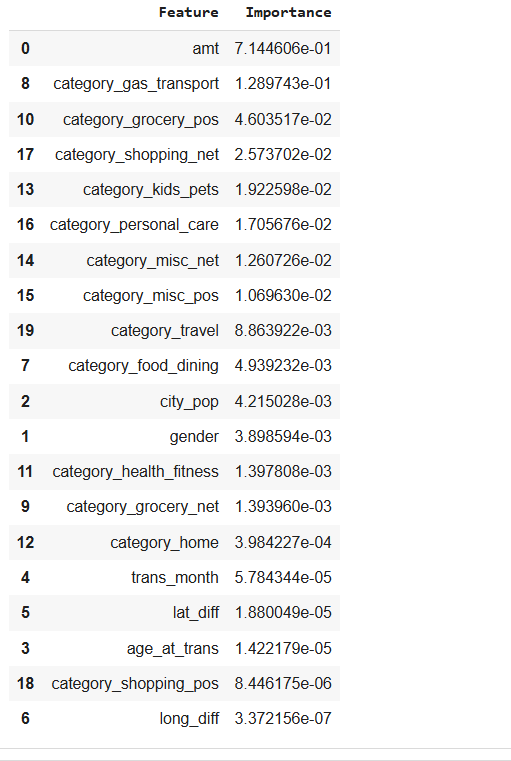 Feature Importance
0 amt 7.144606e-01
8 category_gas_transport 1.289743e-01
10 category_grocery_pos 4.603517e-02
17 category_shopping_net 2.573702e-02
13 category_kids_pets 1.922598e-02
16 category_personal_care 1.705676e-02
14 category_misc_net 1.260726e-02
15 category_misc_pos 1.069630e-02
19 category_travel 8.863922e-03
7 category_food_dining 4.939232e-03
2 city_pop 4.215028e-03
1 gender 3.898594e-03
11 category_health_fitness 1.397808e-03
9 category_grocery_net 1.393960e-03
12 category_home 3.984227e-04
4 trans_month 5.784344e-05
5 lat_diff 1.880049e-05
3 age_at_trans 1.422179e-05
18 category_shopping_pos 8.446175e-06
6 long_diff 3.372156e-07